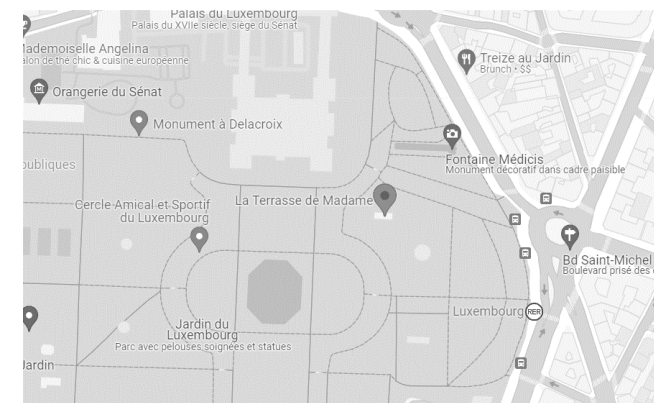 Palais du Luxembourg
Palais du XVIIe siècle, siège du Sénat
Mademoiselle Angelina
salon de thé chic & cuisine européenne
Treize au Jardin
Brunch • $$
Orangerie du Sénat
Monument à Delacroix
Fontaine Médicis
Monument décoratif dans cadre paisible
publiques
La Terrasse de Madame
Cercle Amical et Sportif
du Luxembourg
Bd Saint-Michel
Boulevard prisé des
Luxembourg
RER
Jardin du
Luxembourg
Parc avec pelouses soignées et statues
Jardin